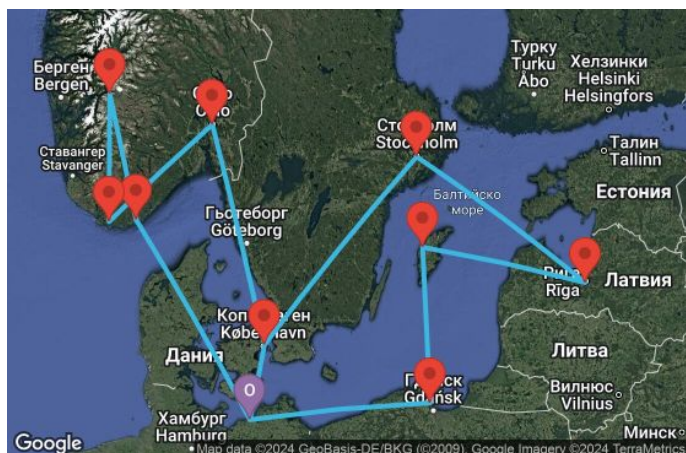 Берген
Bergen
Ставангер
Stavanger
Стокхолм
Stockholm
Турку
Turku
Åbo
Хелзинки
Helsinki
Helsingfors
Талин
Tallinn
Естония
Балтийско
море
Гьотеборг
Göteborg
Rīga
Латвия
København
Дания
Литва
Gdańsk
Вилнюс
Vilnius
Минск
O
Хамбург
Hamburg
Google
Map data ©2024 GeoBasis-DE/BKG (©2009), Google Imagery ©2024 TerraMetrics